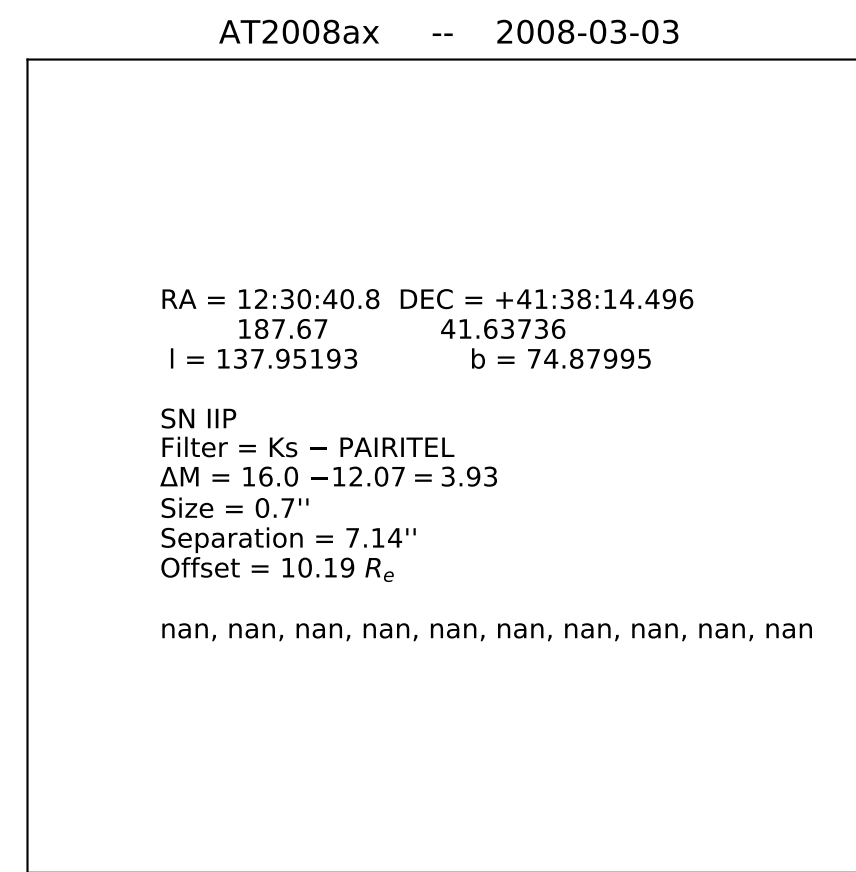 AT2008ax -- 2008-03-03
RA = 12:30:40.8 DEC = +41:38:14.496
187.67 41.63736
l = 137.95193 b = 74.87995
SN IIP
Filter = Ks − PAIRITEL
ΔM = 16.0 −12.07 = 3.93
Size = 0.7''
Separation = 7.14''
Offset = 10.19 Re
nan, nan, nan, nan, nan, nan, nan, nan, nan, nan